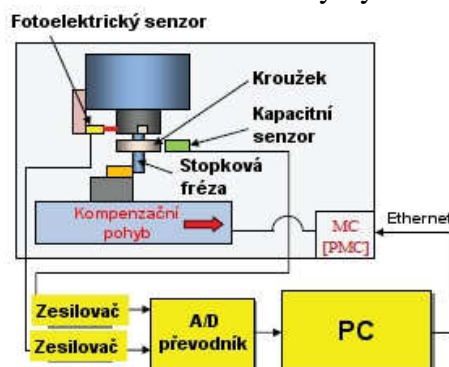 Fotoelektrický senzor
Kroužek
Kapacitní
senzor
Stopková
fréza
Kompenzační
pohyb
MC
[PMC]
Ethernet
Zesilovač
Zesilovač
A/D
převodník
PC